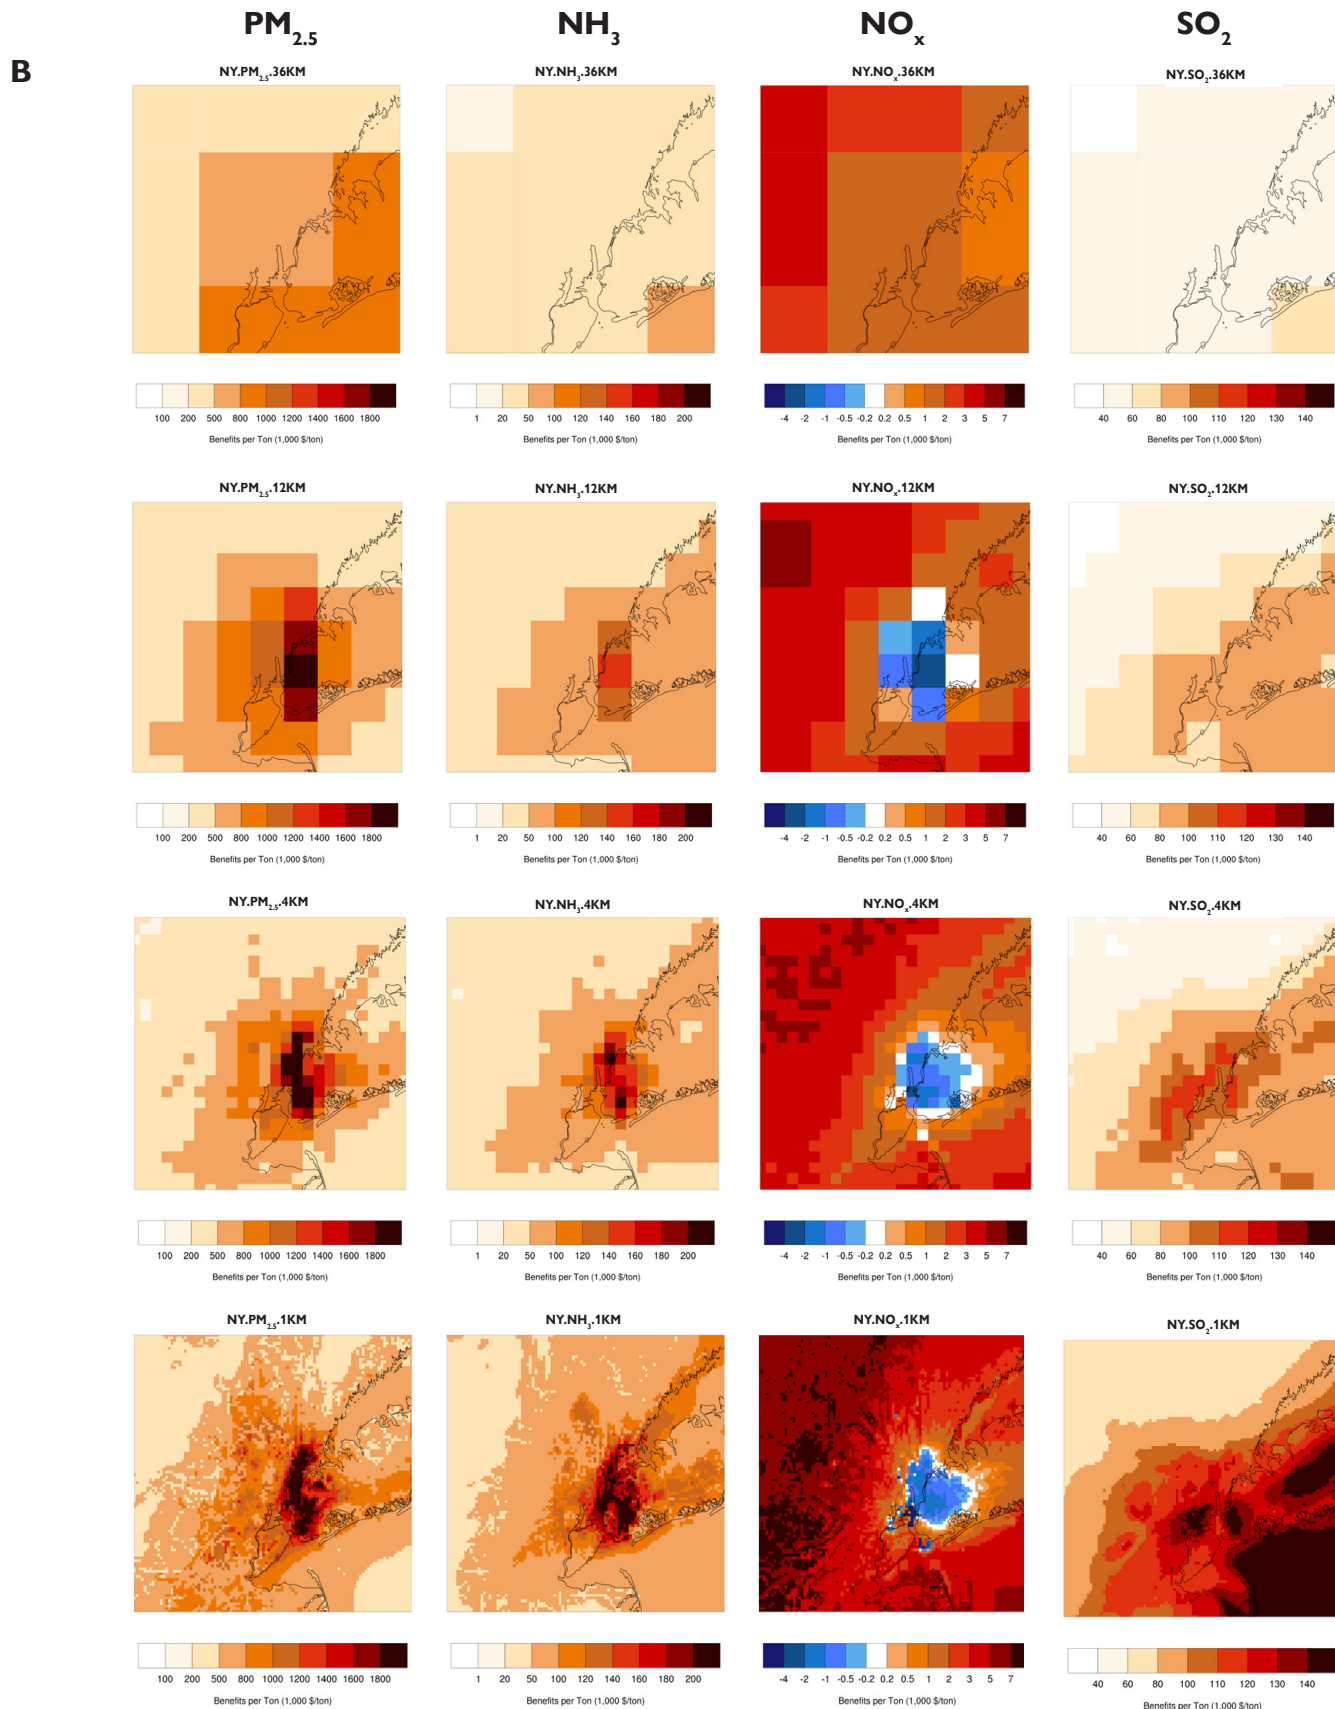 PM2.5 NH3 NOx SO2
B
NY.PM2.5.36KM NY.NH3.36KM NY.NOx.36KM NY.SO2.36KM
100 200 500 800 1000 1200 1400 1600 1800 1 20 50 100 120 140 160 180 200 -4 -2 -1 -0.5 -0.2 0.2 0.5 1 2 3 5 7 40 60 80 100 110 120 130 140
Benefits per Ton (1,000 $/ton) Benefits per Ton (1,000 $/ton) Benefits per Ton (1,000 $/ton) Benefits per Ton (1,000 $/ton)
NY.PM2.5.12KM NY.NH3.12KM NY.NOx.12KM NY.SO2.12KM
100 200 500 800 1000 1200 1400 1600 1800 1 20 50 100 120 140 160 180 200 -4 -2 -1 -0.5 -0.2 0.2 0.5 1 2 3 5 7 40 60 80 100 110 120 130 140
Benefits per Ton (1,000 $/ton) Benefits per Ton (1,000 $/ton) Benefits per Ton (1,000 $/ton) Benefits per Ton (1,000 $/ton)
NY.PM2.5.4KM NY.NH3.4KM NY.NOx.4KM NY.SO2.4KM
100 200 500 800 1000 1200 1400 1600 1800 1 20 50 100 120 140 160 180 200 -4 -2 -1 -0.5 -0.2 0.2 0.5 1 2 3 5 7 40 60 80 100 110 120 130 140
Benefits per Ton (1,000 $/ton) Benefits per Ton (1,000 $/ton) Benefits per Ton (1,000 $/ton) Benefits per Ton (1,000 $/ton)
NY.PM2.5.1KM NY.NH3.1KM NY.NOx.1KM NY.SO2.1KM
100 200 500 800 1000 1200 1400 1600 1800 1 20 50 100 120 140 160 180 200 -4 -2 -1 -0.5 -0.2 0.2 0.5 1 2 3 5 7 40 60 80 100 110 120 130 140
Benefits per Ton (1,000 $/ton) Benefits per Ton (1,000 $/ton) Benefits per Ton (1,000 $/ton) Benefits per Ton (1,000 $/ton)